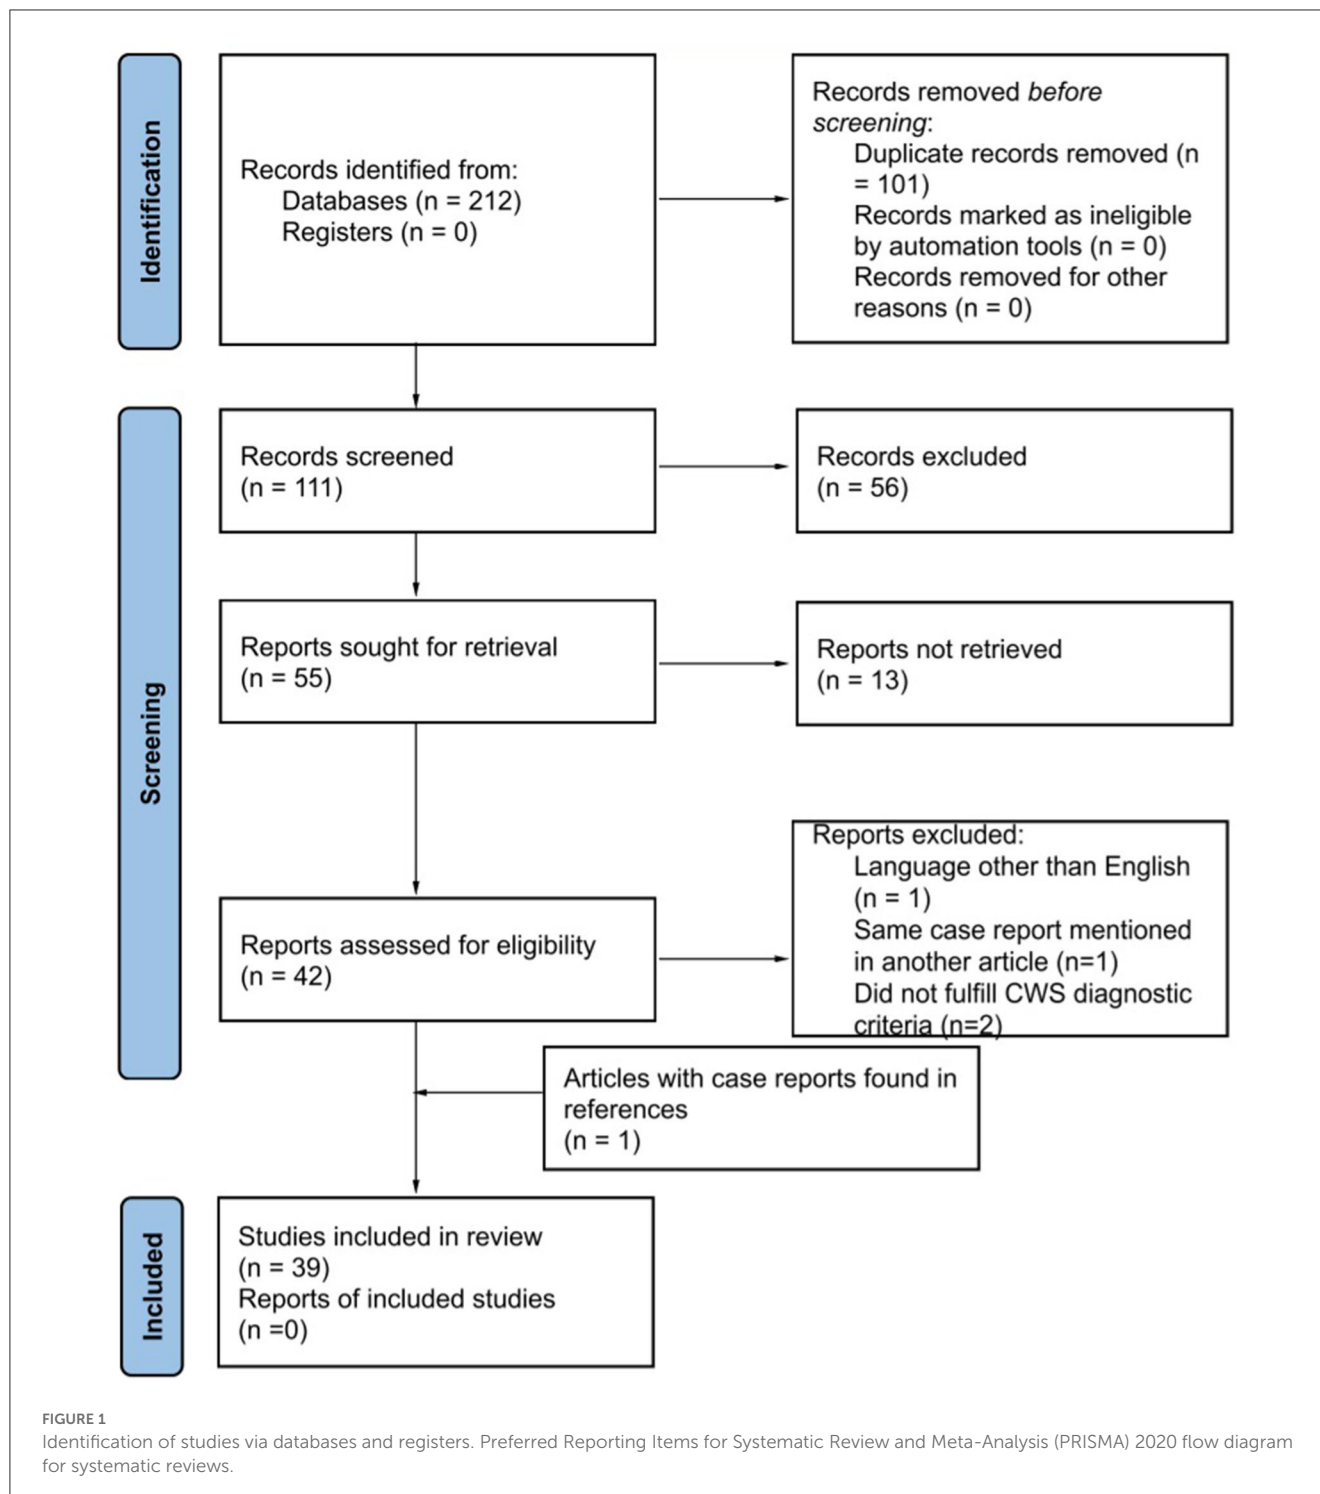 Identification
Records identified from:
Databases (n = 212)
Registers (n = 0)
Records removed before
screening:
Duplicate records removed (n
= 101)
Records marked as ineligible
by automation tools (n = 0)
Records removed for other
reasons (n = 0)
Screening
Records screened
(n = 111)
Records excluded
(n = 56)
Reports sought for retrieval
(n = 55)
Reports not retrieved
(n = 13)
Reports assessed for eligibility
(n = 42)
Reports excluded:
Language other than English
(n = 1)
Same case report mentioned
in another article (n=1)
Did not fulfill CWS diagnostic
criteria (n=2)
Articles with case reports found in
references
(n = 1)
Included
Studies included in review
(n = 39)
Reports of included studies
(n =0)
FIGURE 1
Identification of studies via databases and registers. Preferred Reporting Items for Systematic Review and Meta-Analysis (PRISMA) 2020 flow diagram
for systematic reviews.